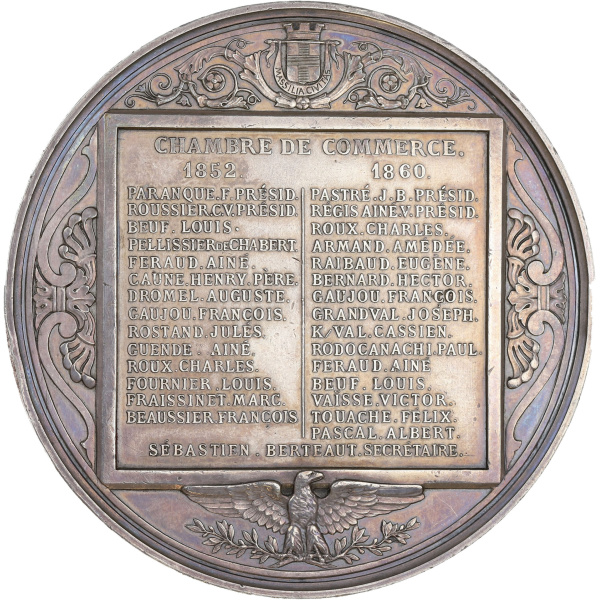 MASSILIA CIVITAS
CHAMBRE DE COMMERCE.
1852. 1860.
PARANQUE.F.PRÉSID.
ROUSSIER.C.V.PRÉSID.
BEUF. LOUIS.
PELLISSIER DE CHABERT.
FERAUD. AINÉ.
CAUNE. HENRY. PÈRE.
DROMEL. AUGUSTE.
GAUJOU. FRANÇOIS.
ROSTAND. JULES.
GUENDE. AINÉ.
ROUX. CHARLES.
FOURNIER. LOUIS.
FRAISSINET. MARC.
BEAUSSIER FRANÇOIS
PASTRÉ. J. B. PRÉSID.
RÉGIS AINÉ.V. PRÉSID.
ROUX. CHARLES.
ARMAND. AMÉDÉE.
RAIBAUD. EUGÈNE.
BERNARD. HECTOR.
GAUJOU. FRANÇOIS.
GRANDVAL. JOSEPH.
K/VAL. CASSIEN.
RODOCANACHI PAUL.
FERAUD. AINÉ
BEUF. LOUIS.
VAISSE. VICTOR.
TOUACHE. FELIX.
PASCAL. ALBERT.
SÉBASTIEN. BERTEAUT. SECRÉTAIRE.